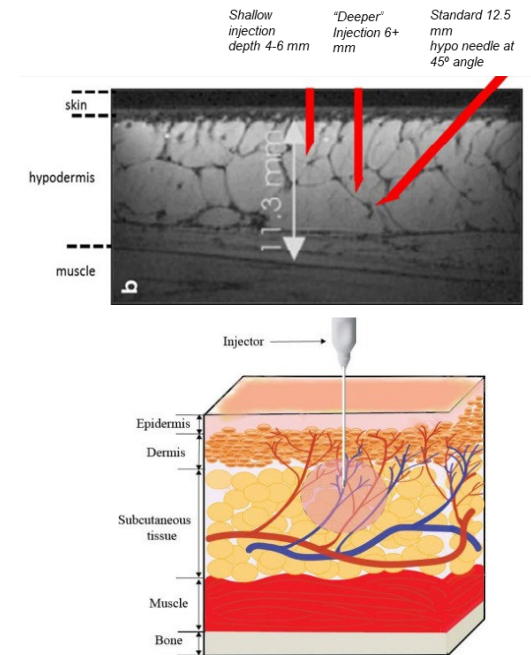 Shallow
injection
depth 4-6 mm
“Deeper”
Injection 6+
mm
Standard 12.5
mm
hypo needle at
45º angle
skin
hypodermis
muscle
11.3 mm
b
Injector
Epidermis
Dermis
Subcutaneous
tissue
Muscle
Bone